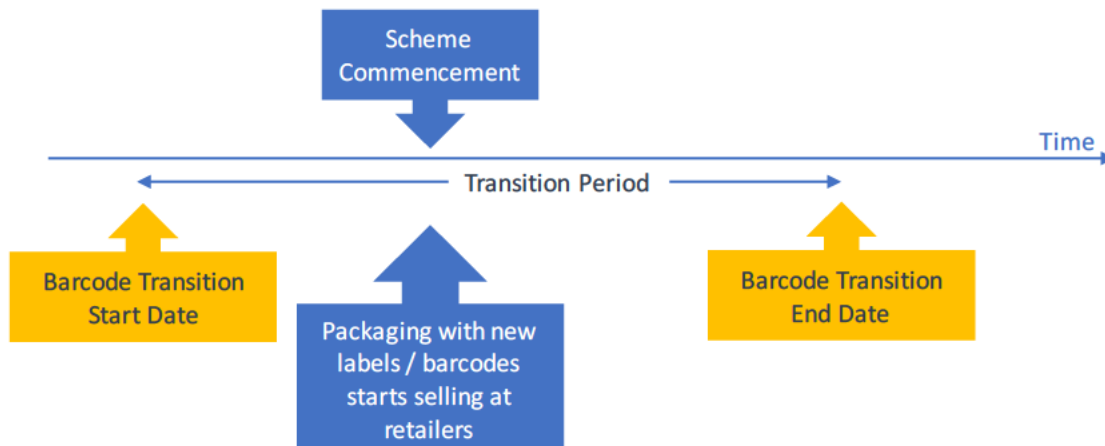 Scheme
Commencement
Time
Transition Period
Barcode Transition
Start Date
Barcode Transition
End Date
Packaging with new
labels / barcodes
starts selling at
retailers